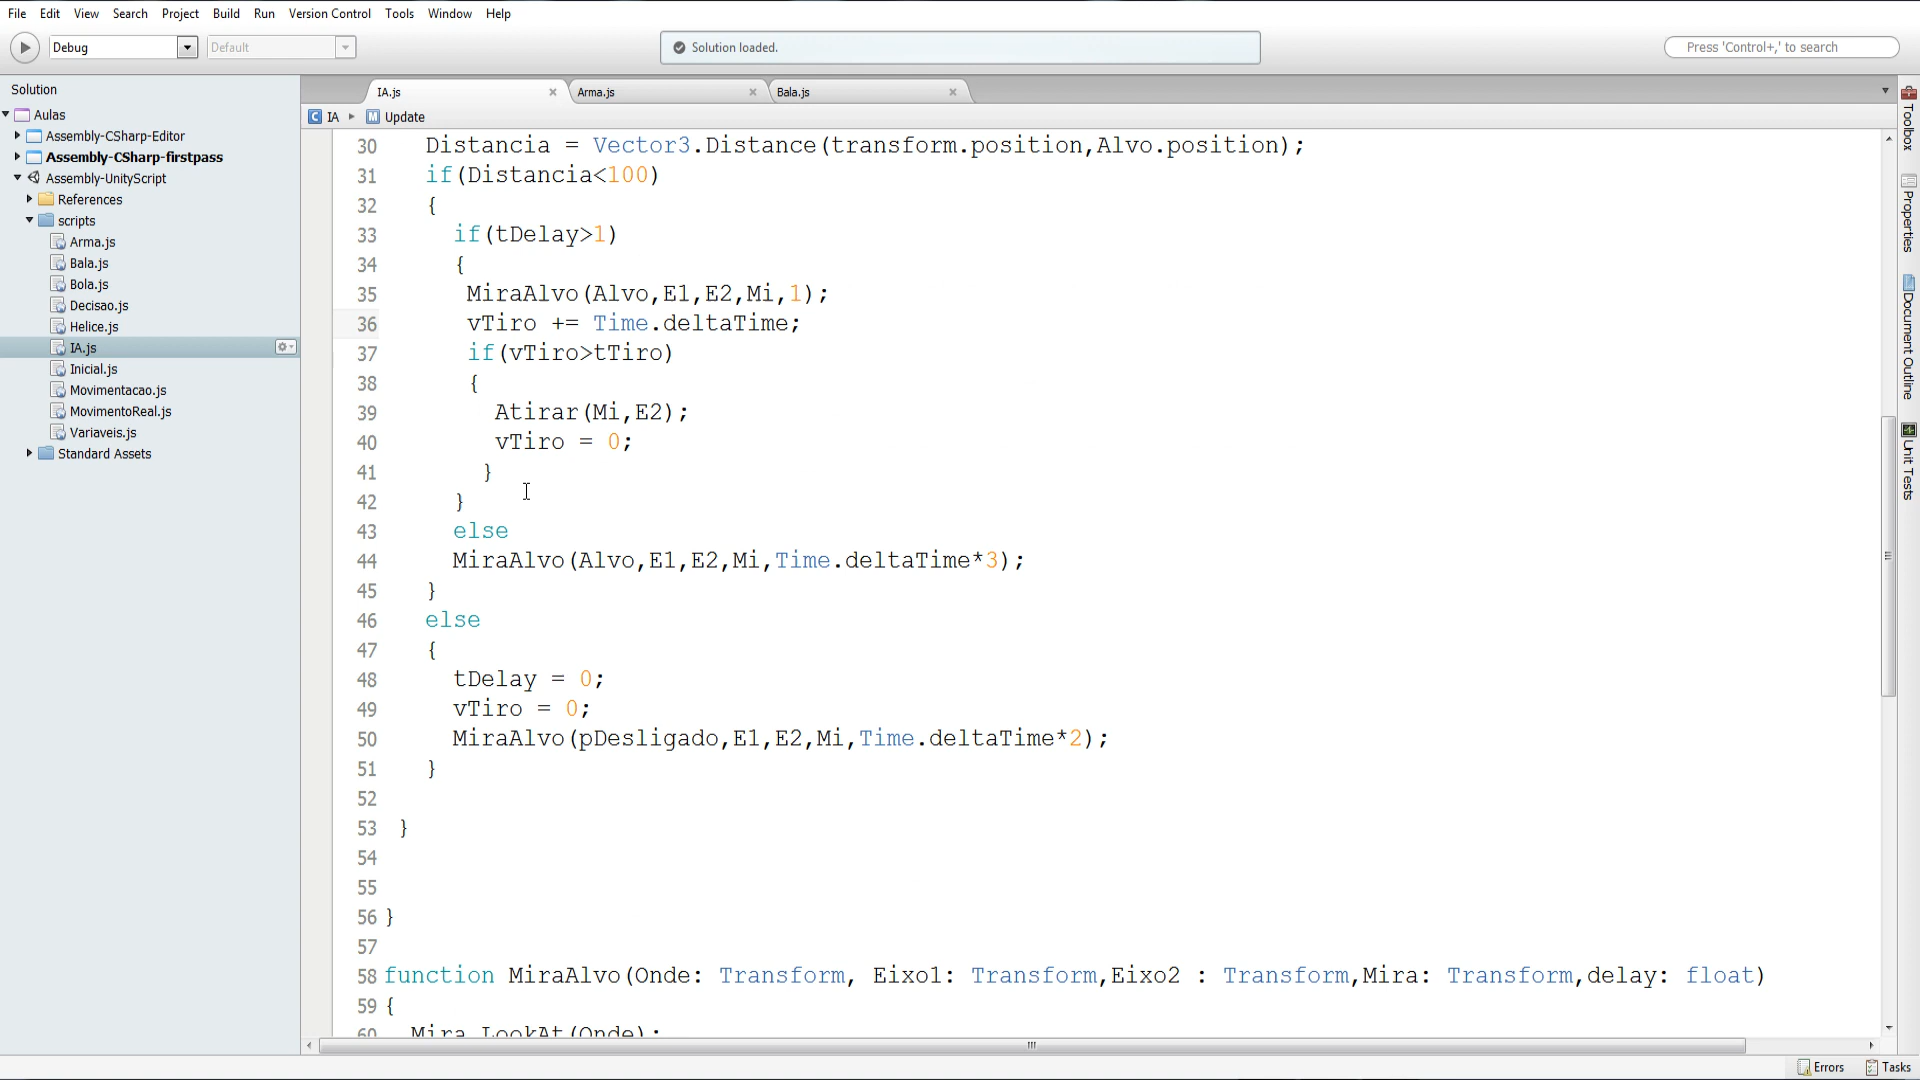 File Edit View Search Project Build Run Version Control Tools Window Help
Debug Default Solution loaded. Press 'Control+,' to search
Solution
Aulas
Assembly-CSharp-Editor
Assembly-CSharp-firstpass
Assembly-UnityScript
References
scripts
Arma.js
Bala.js
Bola.js
Decisao.js
Helice.js
IA.js
Inicial.js
Movimentacao.js
MovimentoReal.js
Variaveis.js
Standard Assets
IA.js Arma.js Bala.js
C IA M Update
30 Distancia = Vector3.Distance(transform.position,Alvo.position);
31 if(Distancia<100)
32 {
33 if(tDelay>1)
34 {
35 MiraAlvo(Alvo,E1,E2,Mi,1);
36 vTiro += Time.deltaTime;
37 if(vTiro>tTiro)
38 {
39 Atirar(Mi,E2);
40 vTiro = 0;
41 }
42 }
43 else
44 MiraAlvo(Alvo,E1,E2,Mi,Time.deltaTime*3);
45 }
46 else
47 {
48 tDelay = 0;
49 vTiro = 0;
50 MiraAlvo(pDesligado,E1,E2,Mi,Time.deltaTime*2);
51 }
52
53 }
54
55
56 }
57
58 function MiraAlvo(Onde: Transform, Eixo1: Transform,Eixo2 : Transform,Mira: Transform,delay: float)
59 {
60 Mira.LookAt(Onde);
Toolbox
Properties
Document Outline
Unit Tests
Errors Tasks